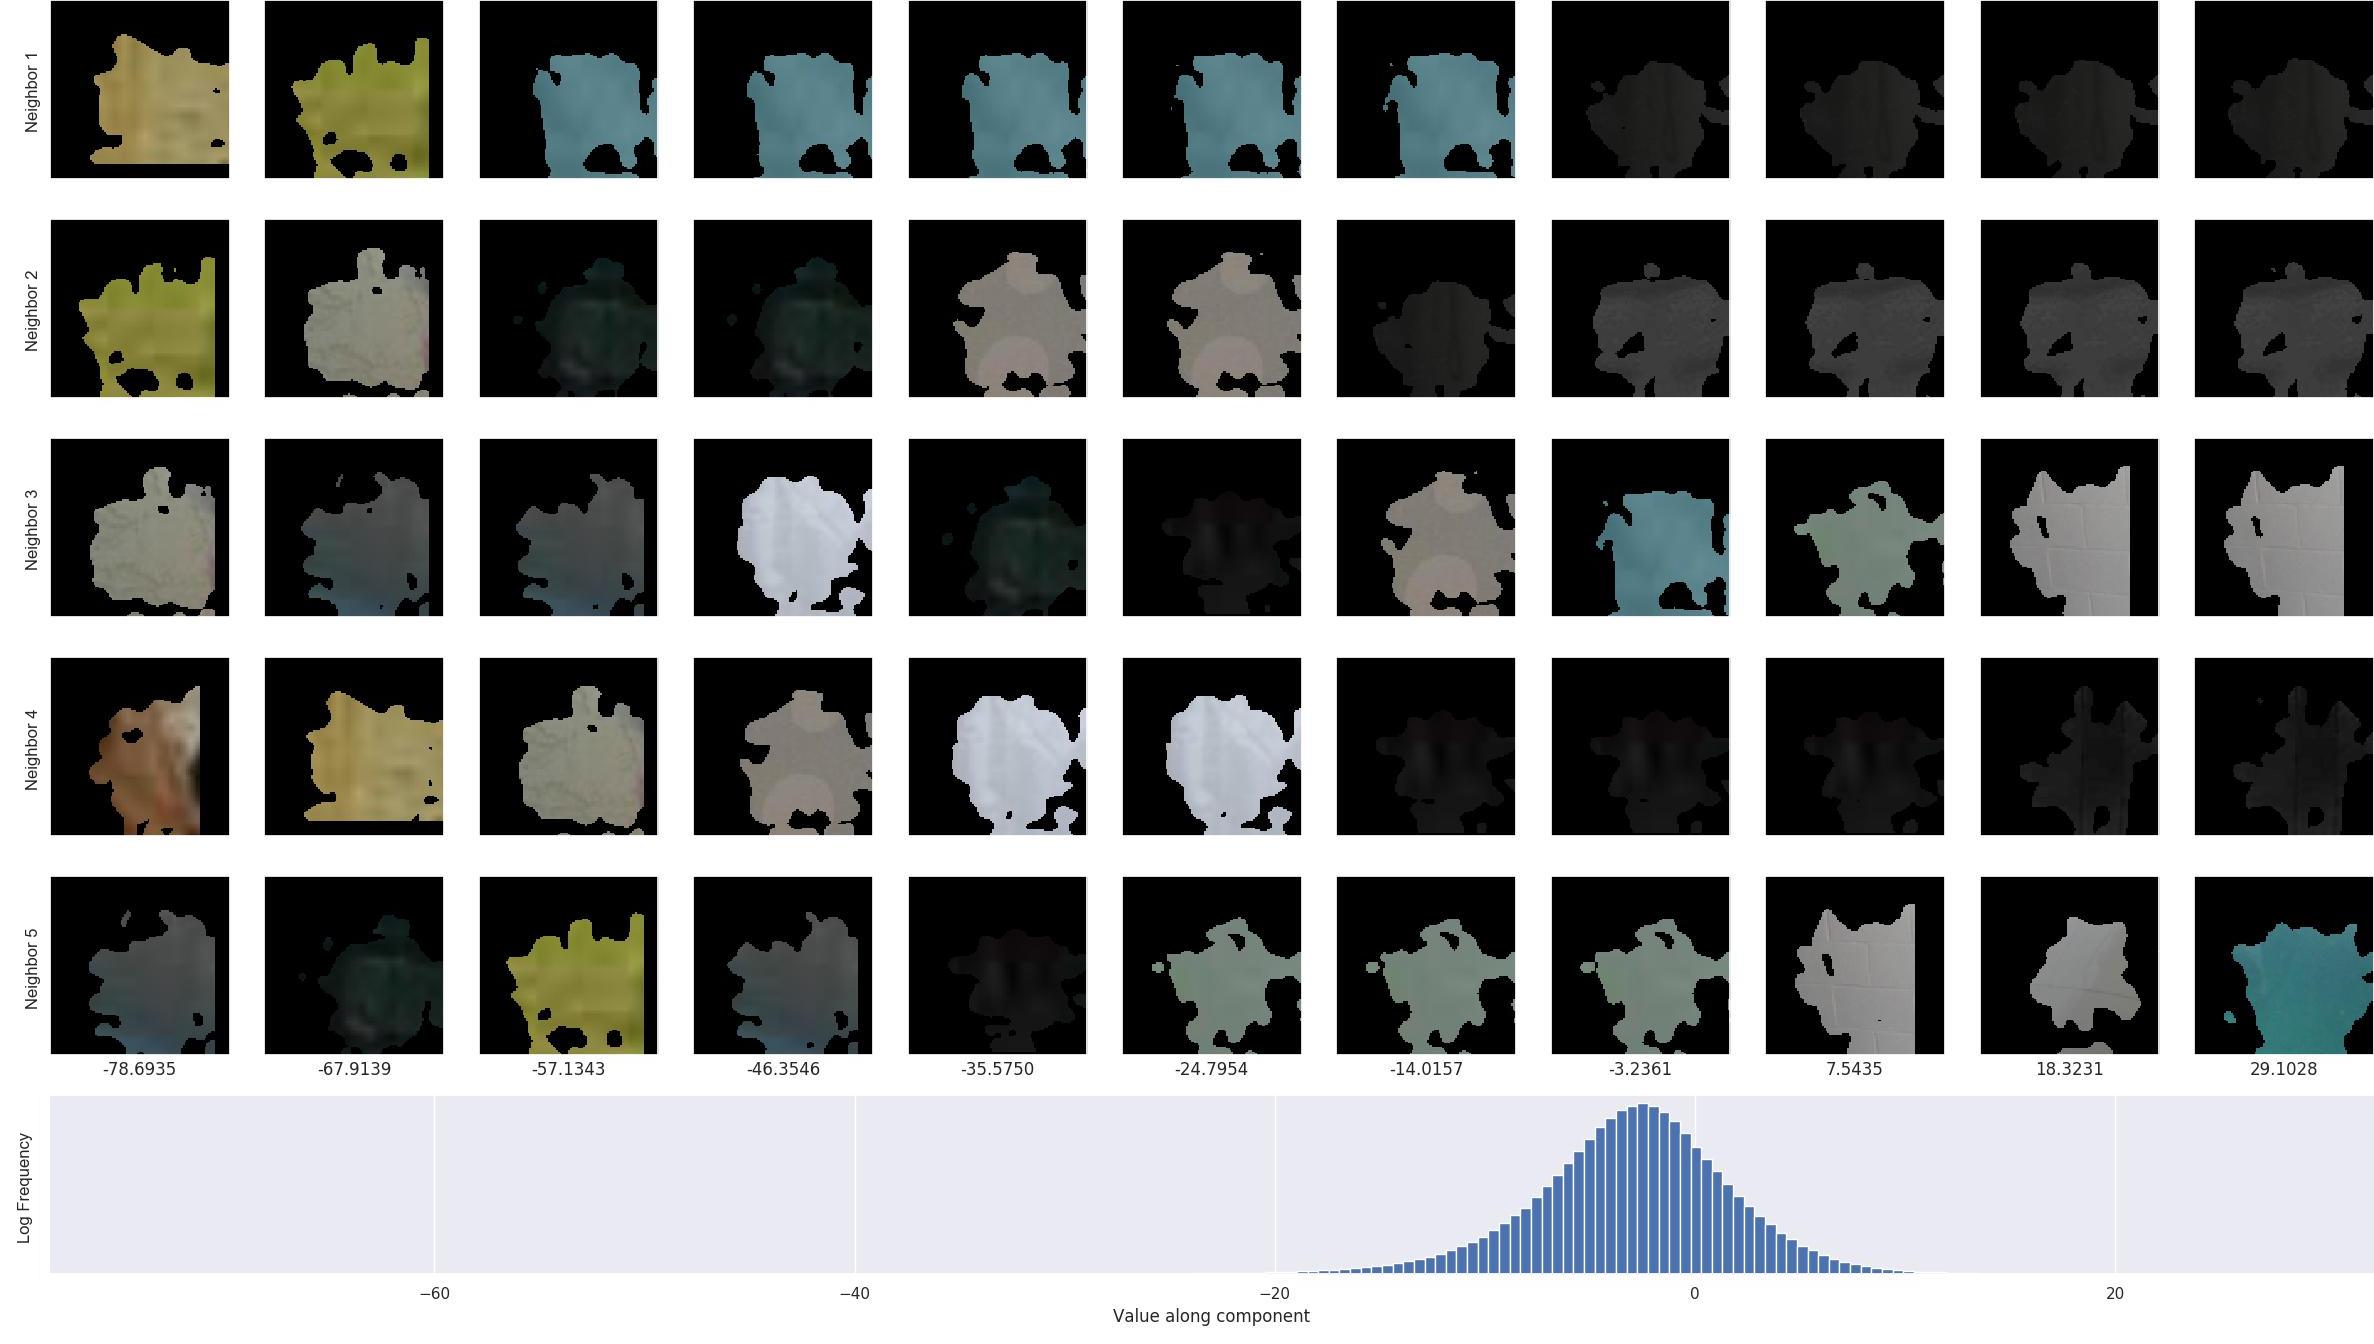 Neighbor 1
Neighbor 2
Neighbor 3
Neighbor 4
Neighbor 5
-78.6935 -67.9139 -57.1343 -46.3546 -35.5750 -24.7954 -14.0157 -3.2361 7.5435 18.3231 29.1028
Log Frequency
−60 −40 −20 0 20
Value along component